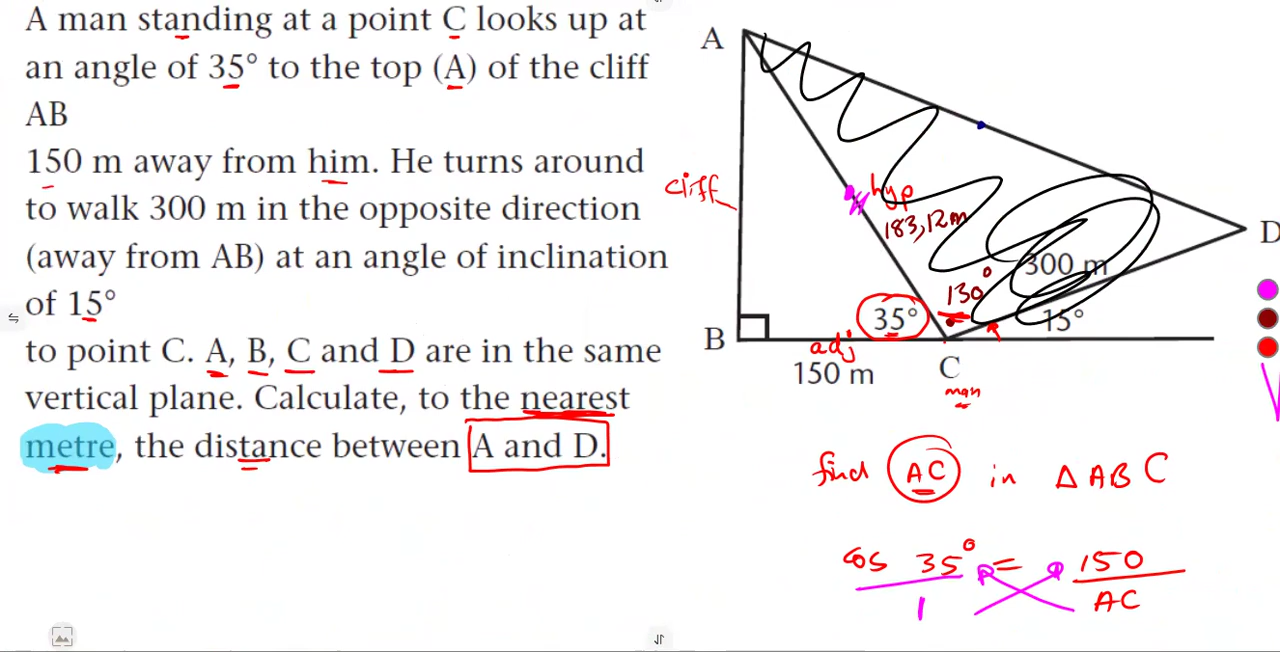 A man standing at a point C looks up at
an angle of 35° to the top (A) of the cliff
AB
150 m away from him. He turns around
to walk 300 m in the opposite direction
(away from AB) at an angle of inclination
of 15°
to point C. A, B, C and D are in the same
vertical plane. Calculate, to the nearest
metre, the distance between A and D.
A
cliff
hyp
183,12m
D
300 m
130°
35°
15°
B
adj
150 m
C
man
find AC in Δ ABC
cos 35° = 150
1 AC